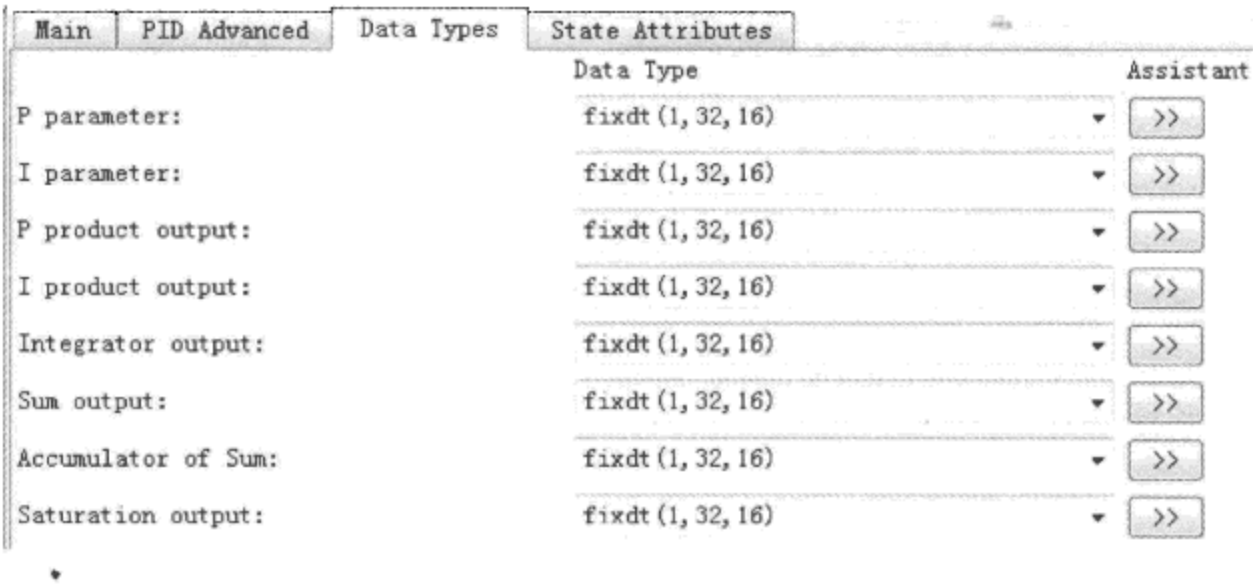 Main PID Advanced Data Types State Attributes
Data Type Assistant
P parameter: fixdt(1,32,16) >>
I parameter: fixdt(1,32,16) >>
P product output: fixdt(1,32,16) >>
I product output: fixdt(1,32,16) >>
Integrator output: fixdt(1,32,16) >>
Sum output: fixdt(1,32,16) >>
Accumulator of Sum: fixdt(1,32,16) >>
Saturation output: fixdt(1,32,16) >>